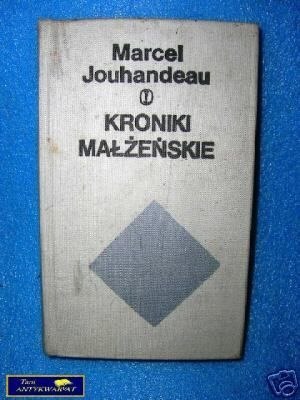 Marcel
Jouhandeau
KRONIKI
MAŁŻEŃSKIE
Tani
ANTYKWARIAT